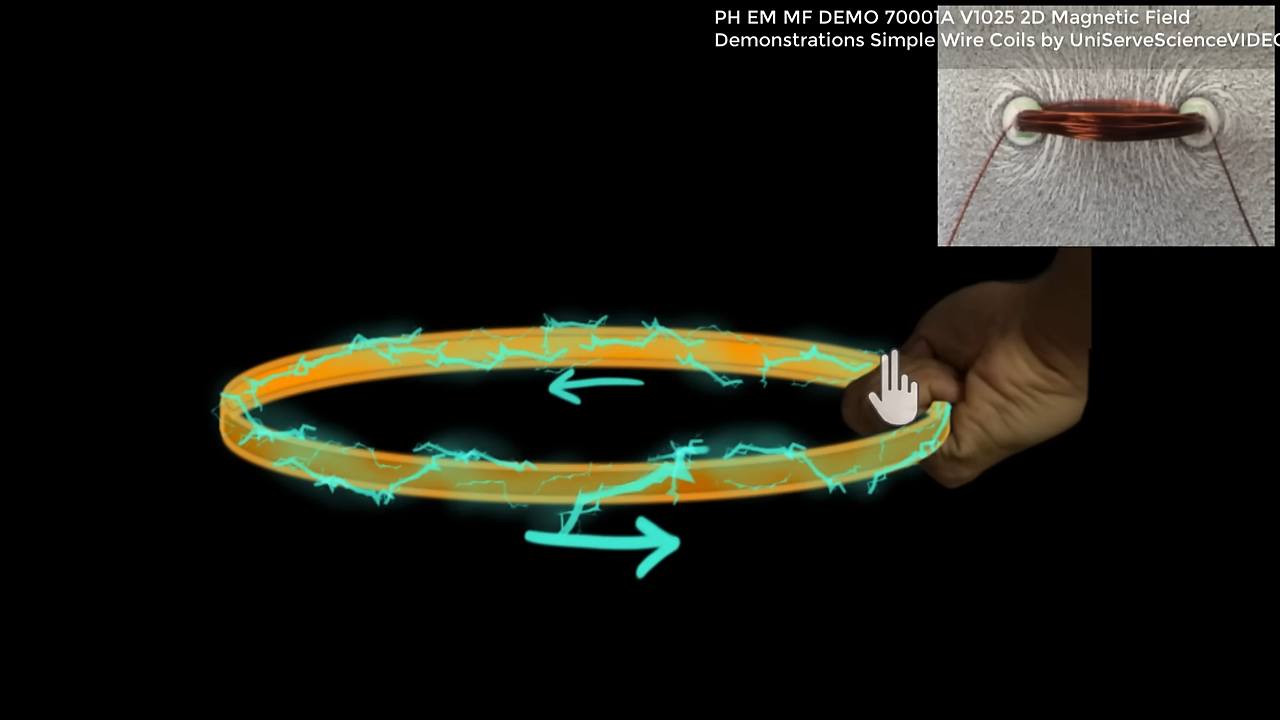 PH EM MF DEMO 70001A V1025 2D Magnetic Field
Demonstrations Simple Wire Coils by UniServeScienceVIDEO